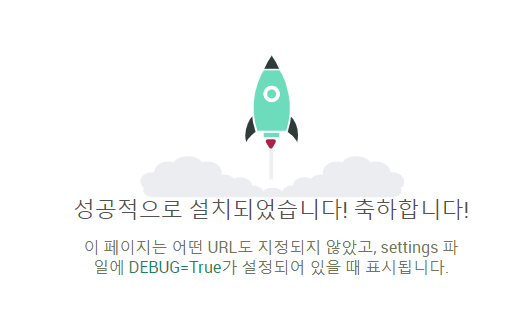 성공적으로 설치되었습니다! 축하합니다!
이 페이지는 어떤 URL도 지정되지 않았고, settings 파
일에 DEBUG=True가 설정되어 있을 때 표시됩니다.